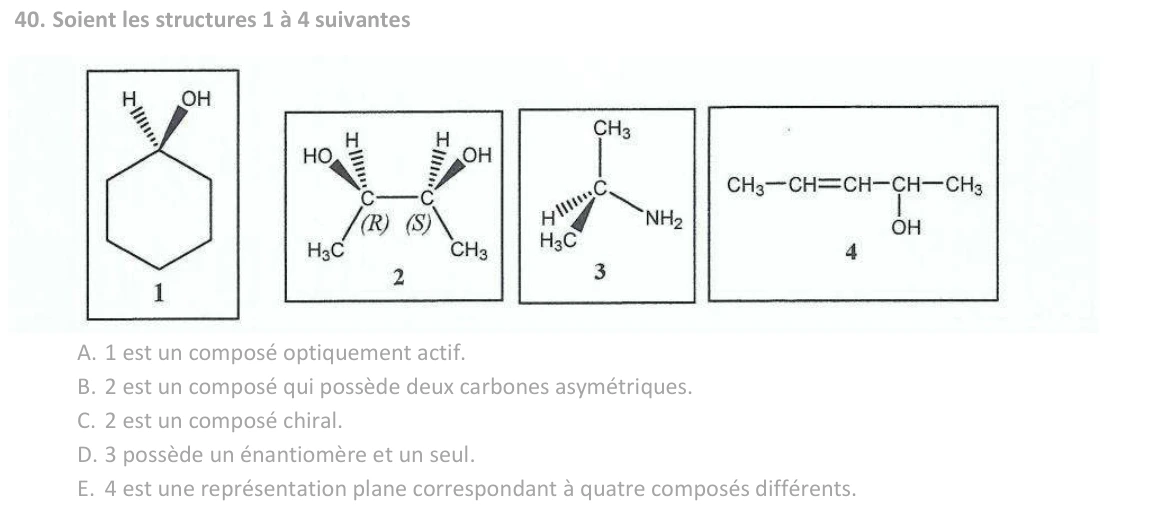 40. Soient les structures 1 à 4 suivantes
H OH
1
HO H H OH
C C
(R) (S)
H₃C CH₃
2
CH₃
C
H NH₂
H₃C
3
CH₃—CH=CH—CH—CH₃
OH
4
A. 1 est un composé optiquement actif.
B. 2 est un composé qui possède deux carbones asymétriques.
C. 2 est un composé chiral.
D. 3 possède un énantiomère et un seul.
E. 4 est une représentation plane correspondant à quatre composés différents.